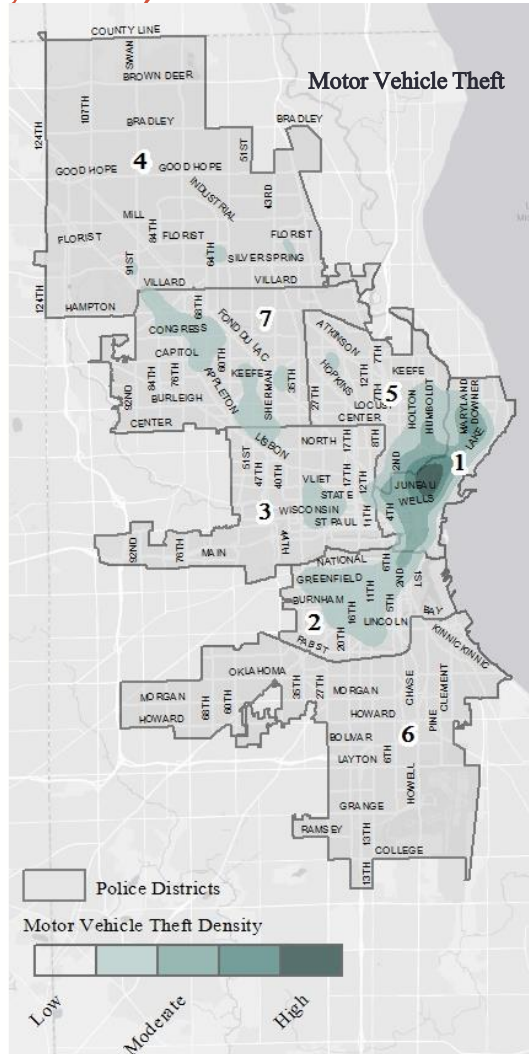 COUNTY LINE
SWAN
BROWN DEER
Motor Vehicle Theft
107TH
124TH
BRADLEY
BRADLEY
51ST
4
GOOD HOPE
GOOD HOPE
INDUSTRIAL
43RD
MILL
84TH
FLORIST
FLORIST
FLORIST
64TH
SILVER SPRING
91ST
VILLARD
VILLARD
124TH
HAMPTON
68TH
7
FOND DU LAC
CONGRESS
ATKINSON
7TH
CAPITOL
60TH
KEEFE
HOPKINS
KEEFE
12TH
84TH
76TH
APPLETON
SHERMAN
35TH
27TH
5
7TH
HOLTON
HUMBOLDT
MARYLAND
DOWNER
92ND
BURLEIGH
LOCUST
CENTER
CENTER
LAKE
LISBON
NORTH
17TH
8TH
51ST
47TH
40TH
2ND
1
VLIET
17TH
12TH
JUNEAU
STATE
WELLS
3
WISCONSIN
ST PAUL
11TH
4TH
92ND
76TH
MAIN
NATIONAL
6TH
GREENFIELD
11TH
2ND
1ST
BURNHAM
16TH
5TH
BAY
2
LINCOLN
20TH
PABST
KINNICKINNIC
OKLAHOMA
35TH
27TH
MORGAN
CHASE
CLEMENT
MORGAN
68TH
60TH
HOWARD
HOWARD
PINE
6
BOLIVAR
6TH
LAYTON
HOWELL
GRANGE
RAMSEY
13TH
COLLEGE
13TH
Police Districts
Motor Vehicle Theft Density
Low
Moderate
High